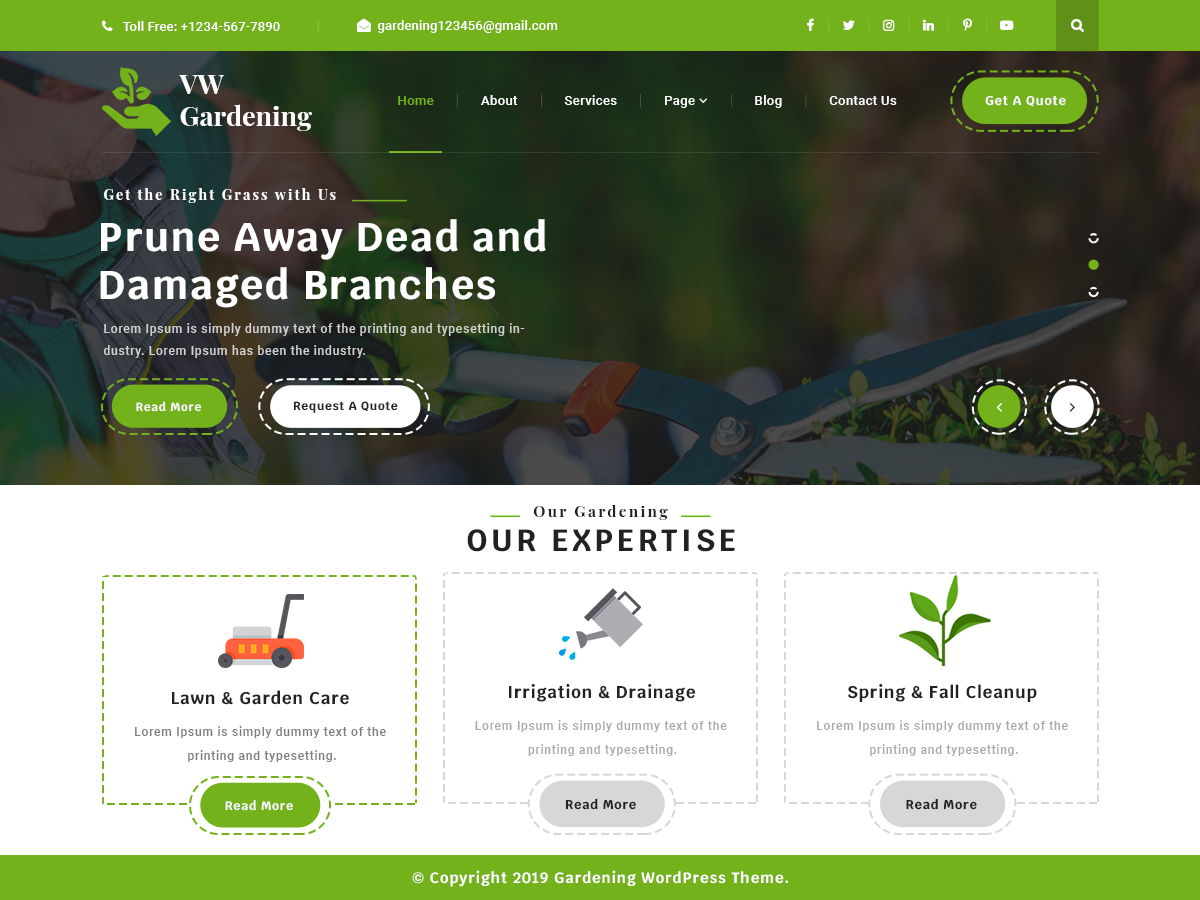 Toll Free: +1234-567-7890
gardening123456@gmail.com
VW
Gardening
Home
About
Services
Page
Blog
Contact Us
Get A Quote
Get the Right Grass with Us
Prune Away Dead and
Damaged Branches
Lorem Ipsum is simply dummy text of the printing and typesetting in-
dustry. Lorem Ipsum has been the industry.
Read More
Request A Quote
Our Gardening
OUR EXPERTISE
Lawn & Garden Care
Lorem Ipsum is simply dummy text of the
printing and typesetting.
Read More
Irrigation & Drainage
Lorem Ipsum is simply dummy text of the
printing and typesetting.
Read More
Spring & Fall Cleanup
Lorem Ipsum is simply dummy text of the
printing and typesetting.
Read More
© Copyright 2019 Gardening WordPress Theme.